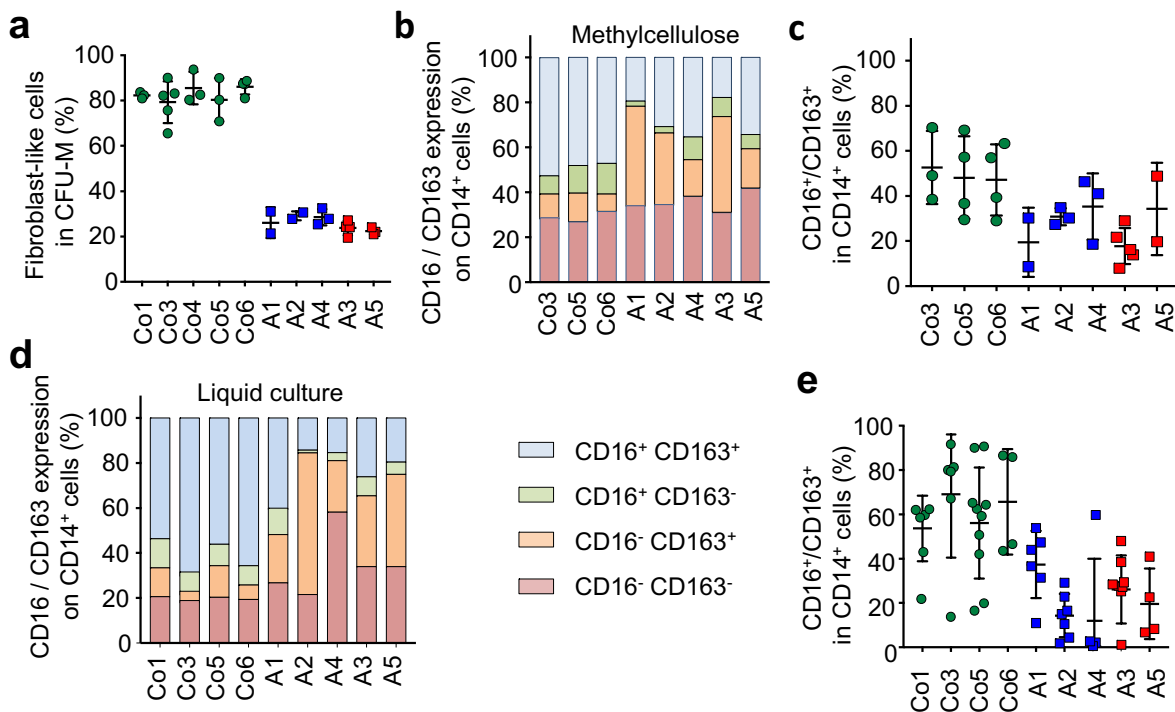 a
Fibroblast-like cells
in CFU-M (%)
100
80
60
40
20
0
Co1
Co3
Co4
Co5
Co6
A1
A2
A4
A3
A5
b
Methylcellulose
CD16 / CD163 expression
on CD14⁺ cells (%)
100
80
60
40
20
0
Co3
Co5
Co6
A1
A2
A4
A3
A5
c
CD16⁺/CD163⁺
in CD14⁺ cells (%)
100
80
60
40
20
0
Co3
Co5
Co6
A1
A2
A4
A3
A5
d
Liquid culture
CD16 / CD163 expression
on CD14⁺ cells (%)
100
80
60
40
20
0
Co1
Co3
Co5
Co6
A1
A2
A4
A3
A5
CD16⁺ CD163⁺
CD16⁺ CD163⁻
CD16⁻ CD163⁺
CD16⁻ CD163⁻
e
CD16⁺/CD163⁺
in CD14⁺ cells (%)
100
80
60
40
20
0
Co1
Co3
Co5
Co6
A1
A2
A4
A3
A5